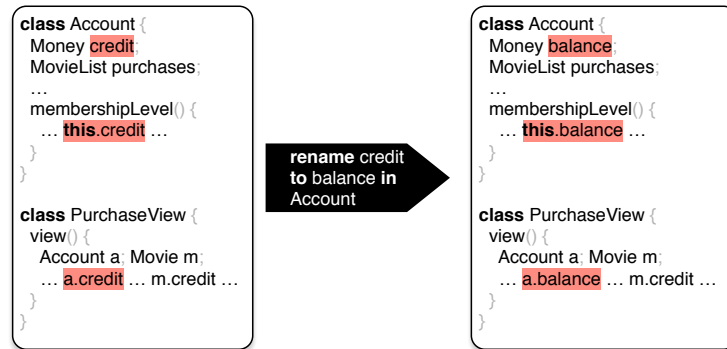 class Account {
Money credit;
MovieList purchases;
…
membershipLevel() {
… this.credit …
}
}
class PurchaseView {
view() {
Account a; Movie m;
… a.credit … m.credit …
}
}
rename credit
to balance in
Account
class Account {
Money balance;
MovieList purchases;
…
membershipLevel() {
… this.balance …
}
}
class PurchaseView {
view() {
Account a; Movie m;
… a.balance … m.credit …
}
}